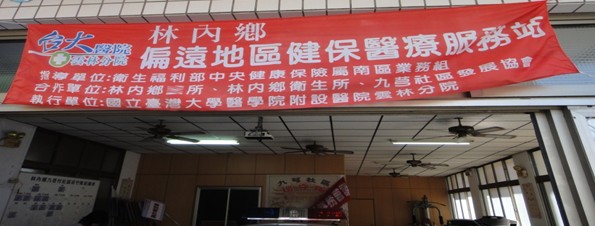 台大醫院
雲林分院
林內鄉
偏遠地區健保醫療服務站
輔導單位:衛生福利部中央健康保險屬南區業務組
合作單位:林內鄉公所、林內鄉衛生所、九芎社區發展協會
執行單位:國立臺灣大學醫學院附設醫院雲林分院